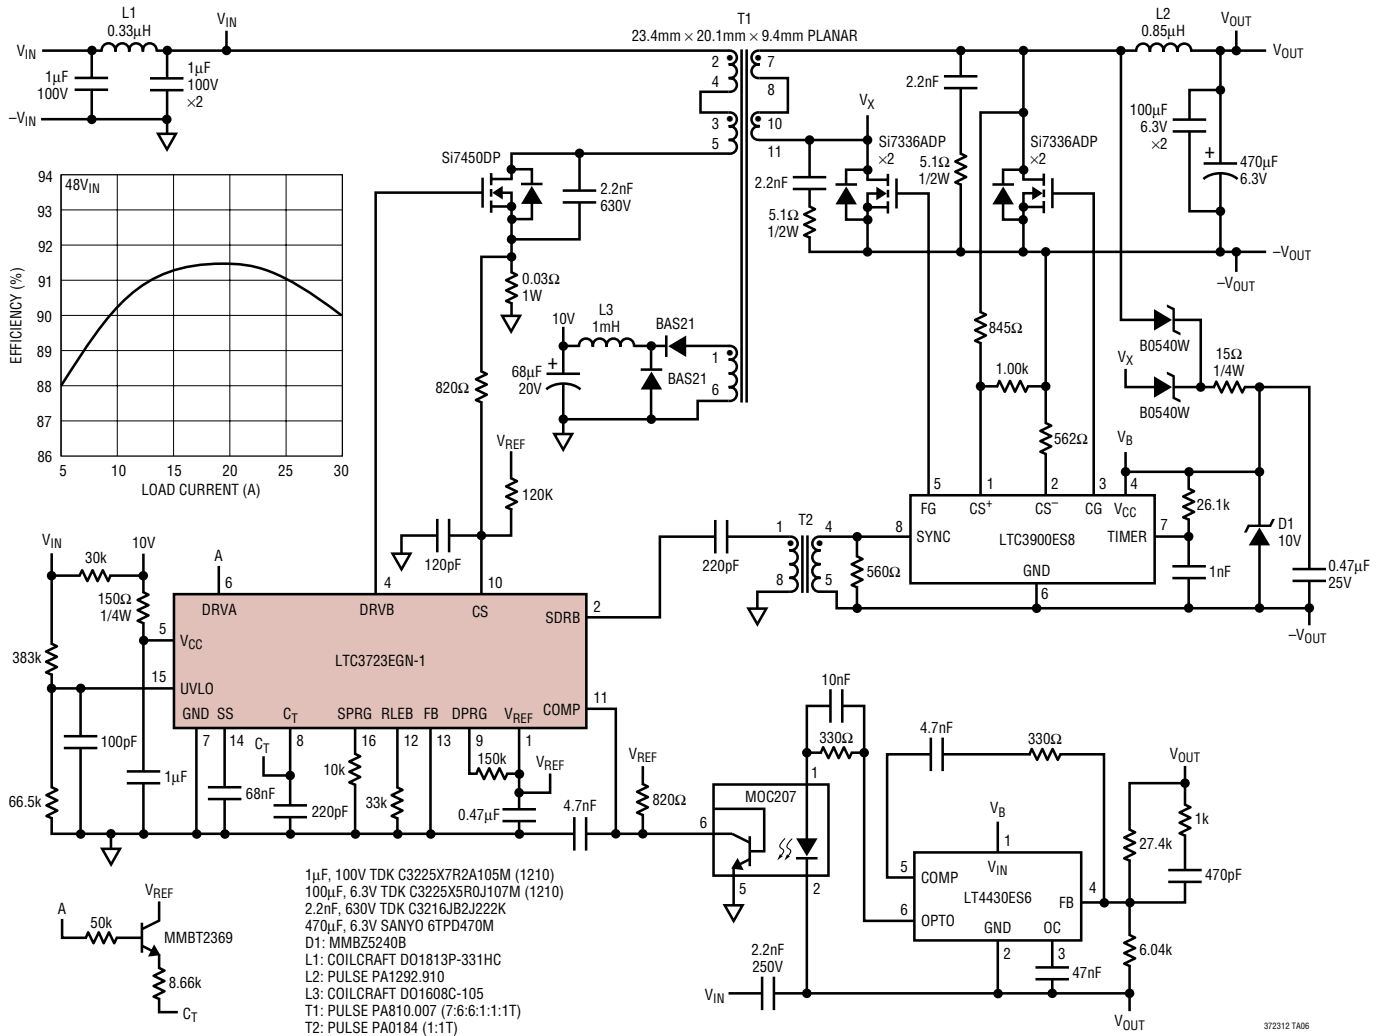 L1
0.33µH
VIN
VIN
1µF
100V
1µF
100V
×2
–VIN
T1
23.4mm × 20.1mm × 9.4mm PLANAR
2
4
3
5
7
8
10
11
L2
0.85µH
VOUT
VOUT
2.2nF
5.1Ω
1/2W
VX
Si7336ADP
×2
2.2nF
5.1Ω
1/2W
Si7336ADP
×2
100µF
6.3V
×2
+
470µF
6.3V
–VOUT
–VOUT
Si7450DP
2.2nF
630V
0.03Ω
1W
48VIN
94
93
92
91
90
89
88
87
86
EFFICIENCY (%)
5
10
15
20
25
30
LOAD CURRENT (A)
10V
L3
1mH
BAS21
BAS21
+
68µF
20V
1
6
820Ω
VREF
120K
120pF
845Ω
1.00k
562Ω
B0540W
VX
B0540W
15Ω
1/4W
VB
26.1k
5
1
2
3
4
FG
CS+
CS–
CG
VCC
8
SYNC
LTC3900ES8
TIMER
7
GND
6
D1
10V
1nF
0.47µF
25V
–VOUT
T2
1
4
8
5
220pF
560Ω
VIN
30k
10V
150Ω
1/4W
A
6
4
10
DRVA
DRVB
CS
2
SDRB
5
VCC
LTC3723EGN-1
383k
15
UVLO
11
COMP
GND
SS
CT
SPRG
RLEB
FB
DPRG
VREF
7
14
8
16
12
13
9
1
100pF
1µF
68nF
CT
220pF
10k
33k
150k
VREF
0.47µF
4.7nF
66.5k
VREF
820Ω
10nF
330Ω
1
MOC207
6
5
2
4.7nF
330Ω
VB
1
VIN
5
COMP
LT4430ES6
FB
4
6
OPTO
GND
OC
2
3
47nF
VOUT
1k
27.4k
470pF
6.04k
VOUT
VIN
2.2nF
250V
VREF
A
50k
MMBT2369
8.66k
CT
1µF, 100V TDK C3225X7R2A105M (1210)
100µF, 6.3V TDK C3225X5R0J107M (1210)
2.2nF, 630V TDK C3216JB2J222K
470µF, 6.3V SANYO 6TPD470M
D1: MMBZ5240B
L1: COILCRAFT DO1813P-331HC
L2: PULSE PA1292.910
L3: COILCRAFT DO1608C-105
T1: PULSE PA810.007 (7:6:6:1:1:1T)
T2: PULSE PA0184 (1:1T)
372312 TA06